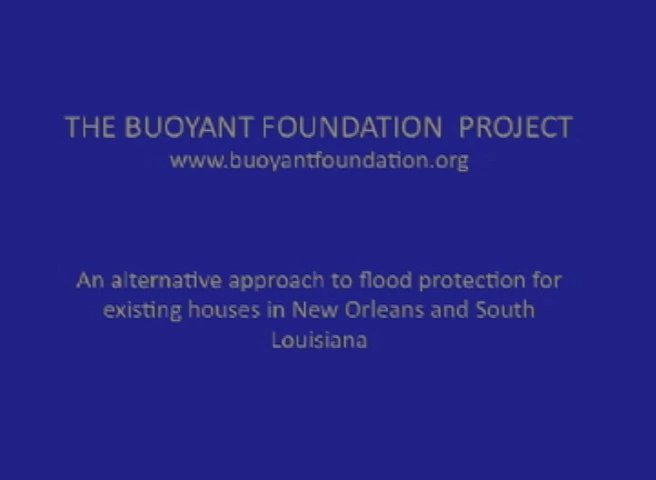 THE BUOYANT FOUNDATION PROJECT
www.buoyantfoundation.org
An alternative approach to flood protection for
existing houses in New Orleans and South
Louisiana